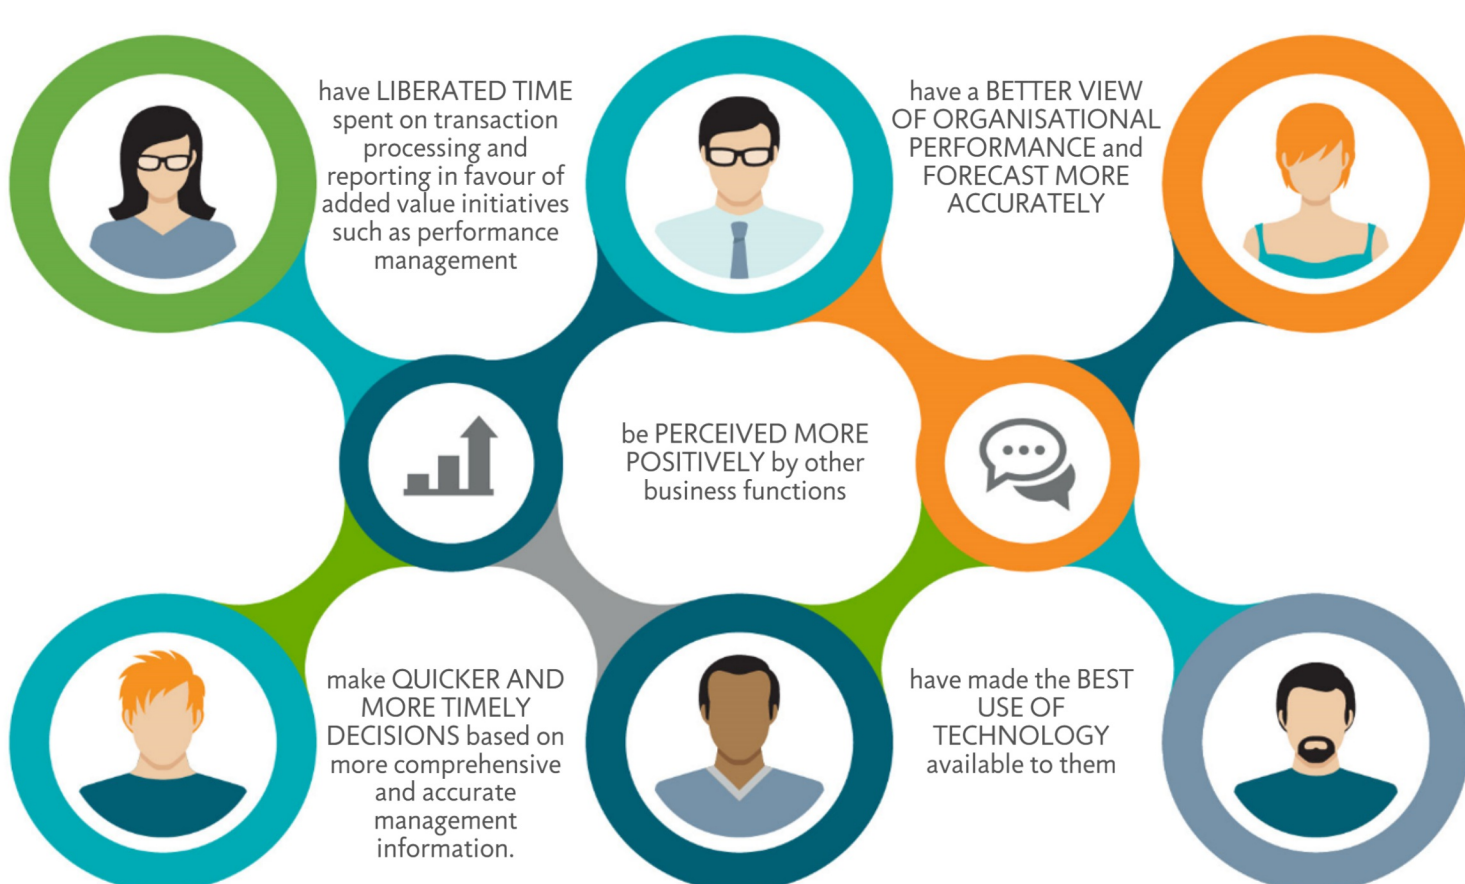 have LIBERATED TIME
spent on transaction
processing and
reporting in favour of
added value initiatives
such as performance
management
have a BETTER VIEW
OF ORGANISATIONAL
PERFORMANCE and
FORECAST MORE
ACCURATELY
be PERCEIVED MORE
POSITIVELY by other
business functions
make QUICKER AND
MORE TIMELY
DECISIONS based on
more comprehensive
and accurate
management
information.
have made the BEST
USE OF
TECHNOLOGY
available to them